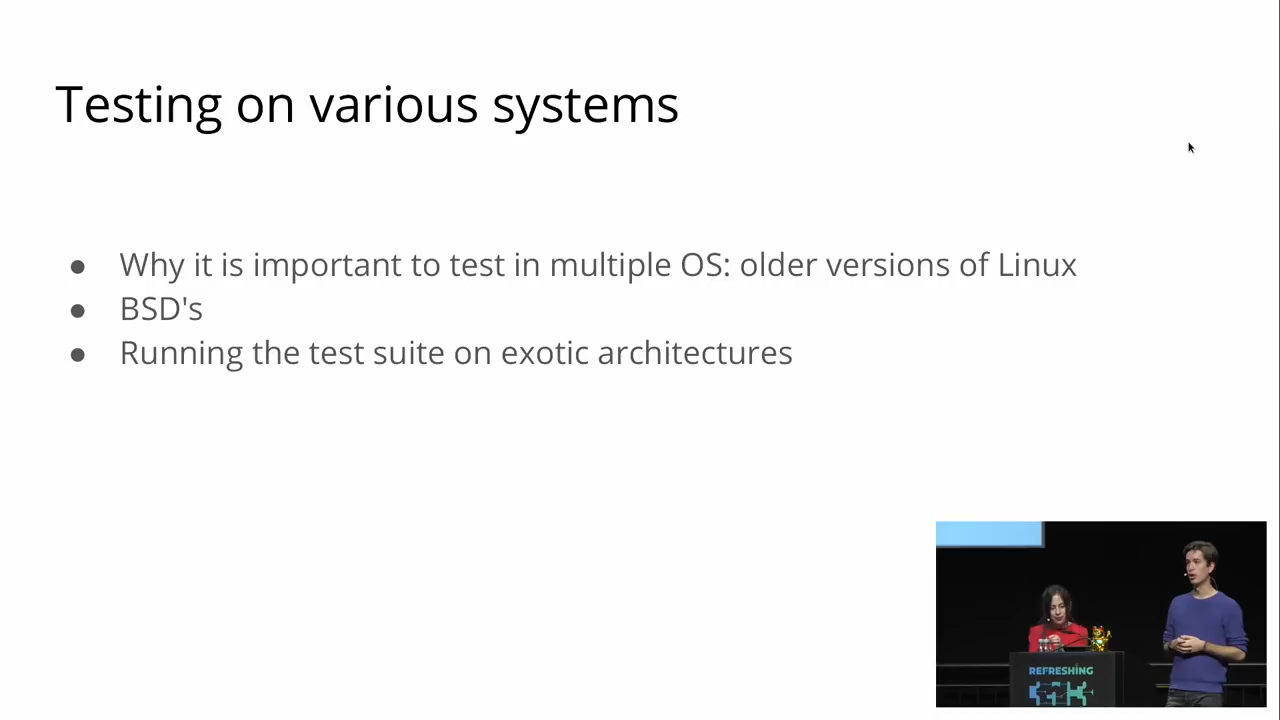 Testing on various systems
● Why it is important to test in multiple OS: older versions of Linux
● BSD's
● Running the test suite on exotic architectures
REFRESHING